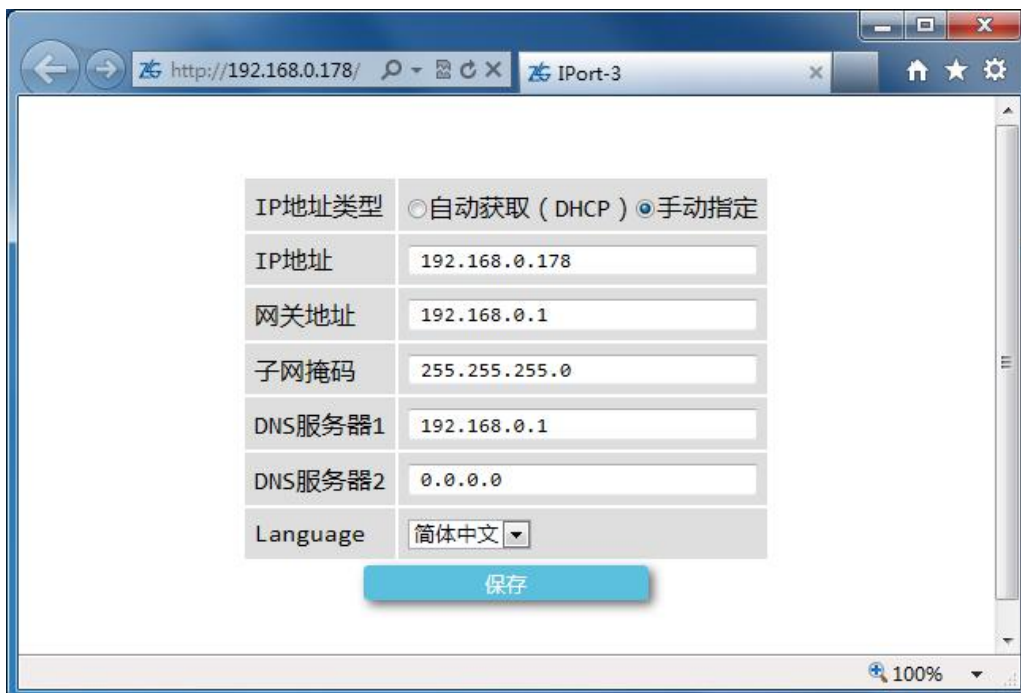 http://192.168.0.178/
ZLG IPort-3
IP地址类型 自动获取（DHCP）手动指定
IP地址 192.168.0.178
网关地址 192.168.0.1
子网掩码 255.255.255.0
DNS服务器1 192.168.0.1
DNS服务器2 0.0.0.0
Language 简体中文
保存
100%